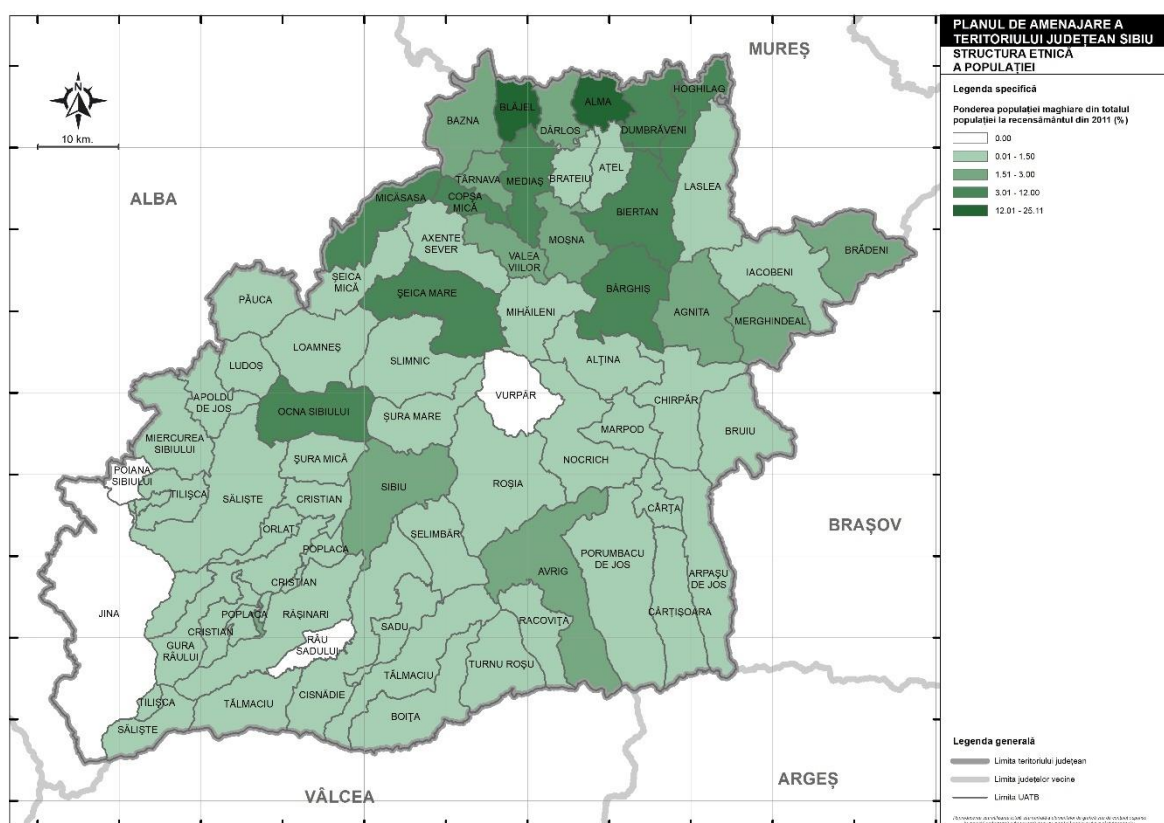 PLANUL DE AMENAJARE A
TERITORIULUI JUDEȚEAN SIBIU
STRUCTURA ETNICĂ
A POPULAȚIEI
Legenda specifică
Ponderea populației maghiare din totalul
populației la recensământul din 2011 (%)
0.00
0.01 - 1.50
1.51 - 3.00
3.01 - 12.00
12.01 - 25.11
N
10 km.
MUREȘ
ALBA
BRAȘOV
ARGEȘ
VÂLCEA
HOGHILAG
BLĂJEL
ALMA
BAZNA
DÂRLOS
DUMBRĂVENI
AȚEL
BRATEIU
TÂRNAVA
MEDIAȘ
LASLEA
MICĂSASA
COPȘA
MICĂ
BIERTAN
AXENTE
SEVER
MOȘNA
BRĂDENI
VALEA
VIILOR
IACOBENI
ȘEICA
MICĂ
ȘEICA MARE
BÂRGHIȘ
PĂUCA
MIHĂILENI
AGNITA
MERGHINDEAL
LOAMNEȘ
SLIMNIC
ALȚINA
LUDOȘ
VURPĂR
CHIRPĂR
APOLDU
DE JOS
OCNA SIBIULUI
ȘURA MARE
MARPOD
BRUIU
MIERCUREA
SIBIULUI
ȘURA MICĂ
NOCRICH
POIANA
SIBIULUI
SIBIU
ROȘIA
TILIȘCA
SĂLIȘTE
CRISTIAN
CÂRȚA
ORLAT
ȘELIMBĂR
POPLACA
PORUMBACU
DE JOS
AVRIG
ARPAȘU
DE JOS
CRISTIAN
JINA
POPLACA
RĂȘINARI
CÂRȚIȘOARA
RACOVIȚA
SADU
CRISTIAN
RÂU
SADULUI
GURA
RÂULUI
TURNU ROȘU
TĂLMACIU
CISNĂDIE
TILIȘCA
TĂLMACIU
BOIȚA
SĂLIȘTE
Legenda generală
Limita teritoriului județean
Limita județelor vecine
Limita UATB